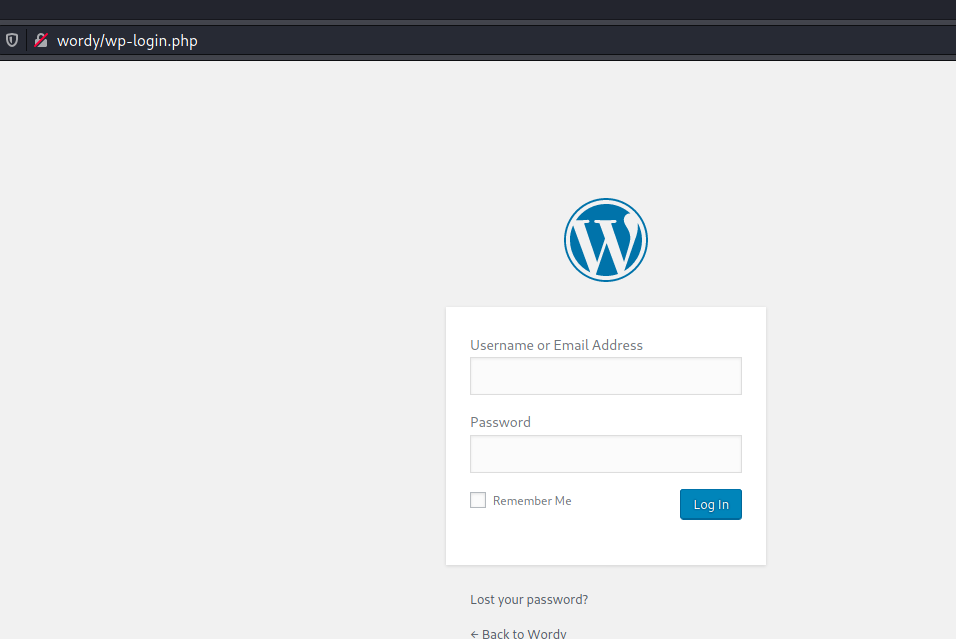 wordy/wp-login.php
Username or Email Address
Password
Remember Me
Log In
Lost your password?
← Back to Wordy